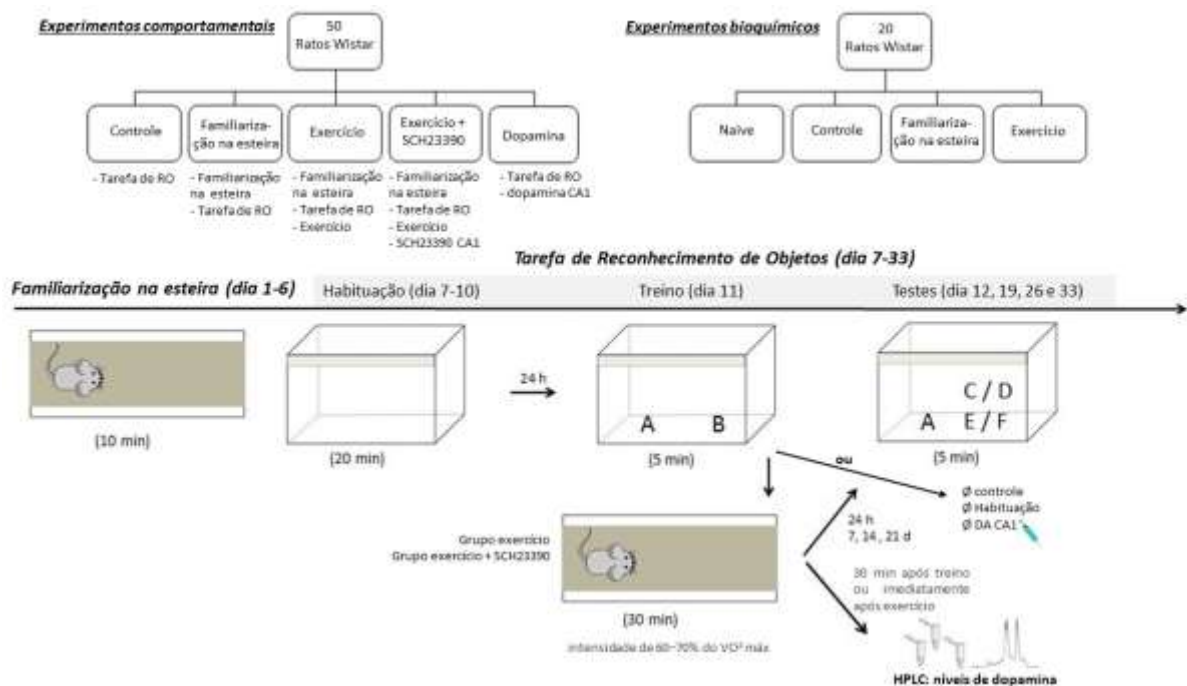 Experimentos comportamentais
50
Ratos Wistar
Controle
Familiariza-
ção na esteira
Exercício
Exercício +
SCH23390
Dopamina
- Tarefa de RO
- Familiarização
na esteira
- Tarefa de RO
- Familiarização
na esteira
- Tarefa de RO
- Exercício
- Familiarização
na esteira
- Tarefa de RO
- Exercício
- SCH23390 CA1
- Tarefa de RO
- dopamina CA1
Experimentos bioquímicos
20
Ratos Wistar
Naive
Controle
Familiariza-
ção na esteira
Exercício
Tarefa de Reconhecimento de Objetos (dia 7-33)
Familiarização na esteira (dia 1-6)
Habituação (dia 7-10)
Treino (dia 11)
Testes (dia 12, 19, 26 e 33)
(10 min)
(20 min)
24 h
A B
(5 min)
ou
C / D
A E / F
(5 min)
Ø controle
Ø Habituação
Ø DA CA1
Grupo exercício
Grupo exercício + SCH23390
24 h
7, 14 , 21 d
(30 min)
intensidade de 60-70% do VO² máx
30 min após treino
ou imediatamente
após exercício
HPLC: níveis de dopamina